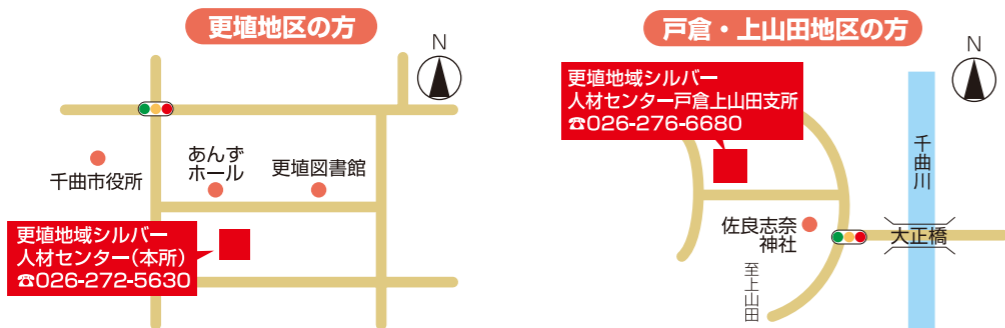 更埴地区の方
N
千曲市役所
あんず
ホール
更埴図書館
更埴地域シルバー
人材センター(本所)
☎026-272-5630
戸倉・上山田地区の方
N
更埴地域シルバー
人材センター戸倉上山田支所
☎026-276-6680
千曲川
佐良志奈
神社
大正橋
至上山田